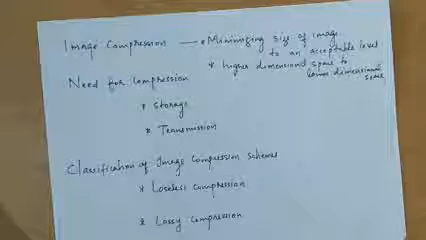 Image Compression — * Minimizing size of image
to an acceptable level
* higher dimensional space to
lower dimensional
space
Need for Compression
* Storage
* Transmission
Classification of Image Compression Schemes
* Loseless Compression
* Lossy Compression